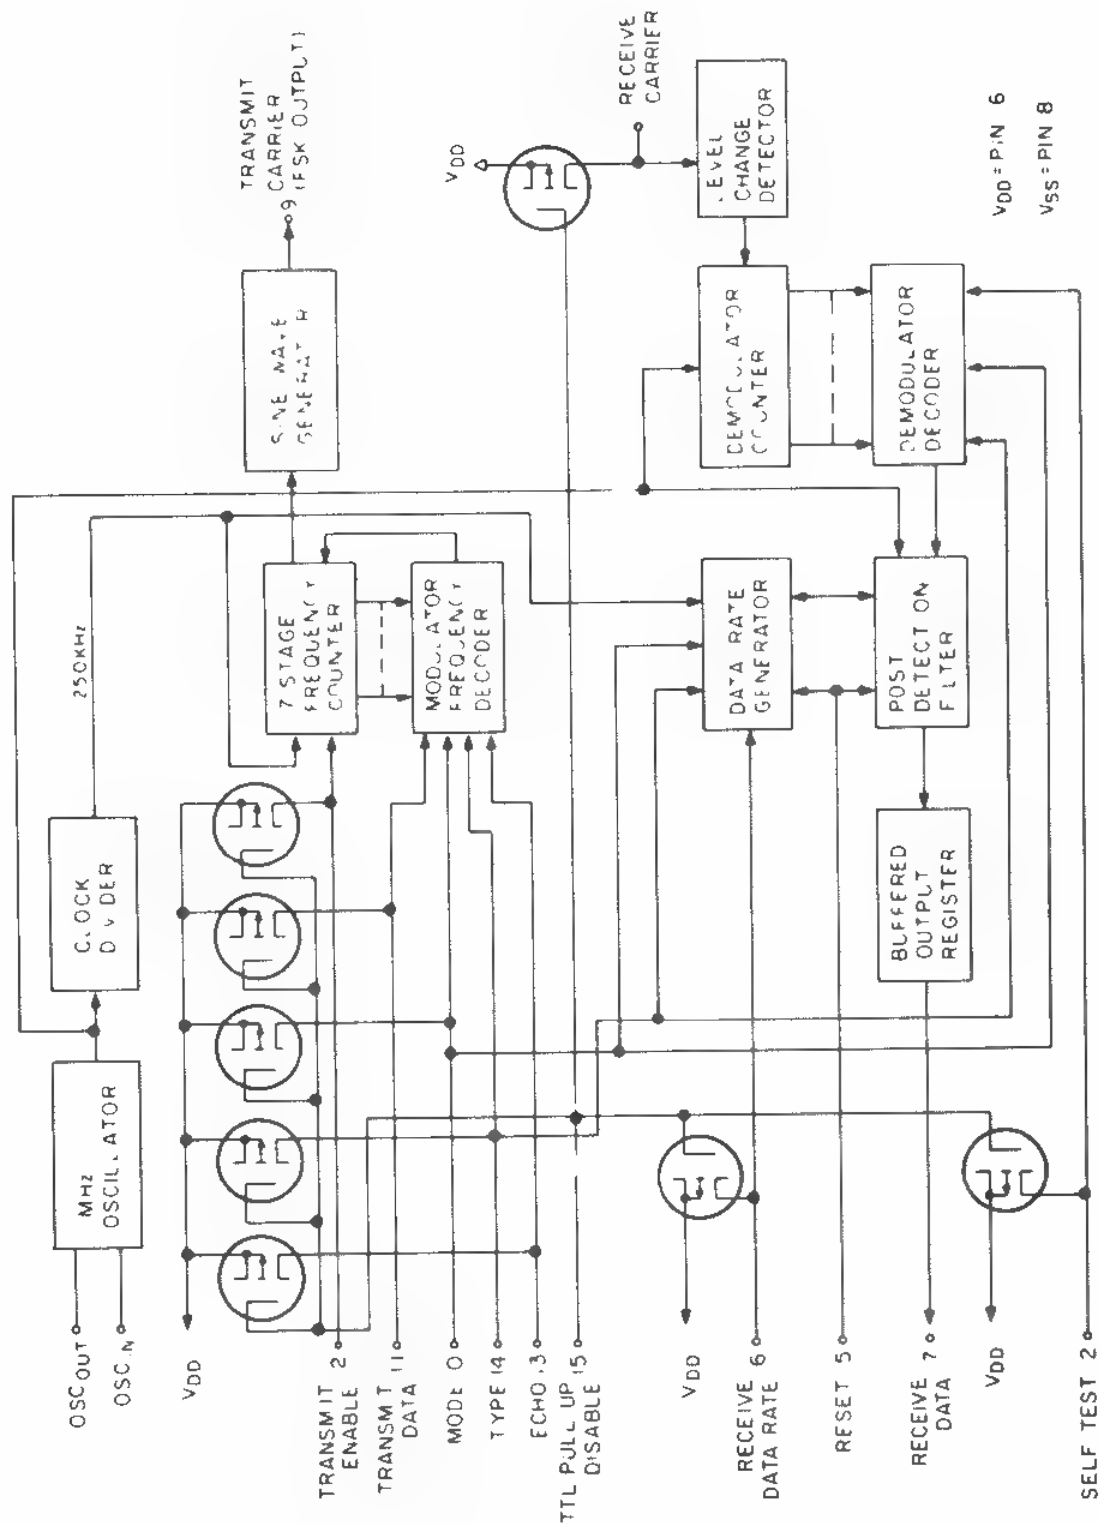 OSCOUT
OSC IN
MHz
OSCILLATOR
CLOCK
DIVIDER
250KHz
VDD
TRANSMIT 2
ENABLE
TRANSMIT 11
DATA
MODE 0
TYPE 14
ECHO 13
TTL PULL UP 15
DISABLE
7 STAGE
FREQUENCY
COUNTER
MODULATOR
FREQUENCY
DECODER
SINE WAVE
GENERATOR
9
TRANSMIT
CARRIER
(FSK OUTPUT)
VDD
RECEIVE
CARRIER
LEVEL
CHANGE
DETECTOR
DEMODULATOR
COUNTER
DEMODULATOR
DECODER
DATA RATE
GENERATOR
POST
DETECTION
FILTER
BUFFERED
OUTPUT
REGISTER
VDD
RECEIVE 6
DATA RATE
RESET 5
RECEIVE 7
DATA
VDD
SELF TEST 2
VDD = PIN 6
VSS = PIN 8